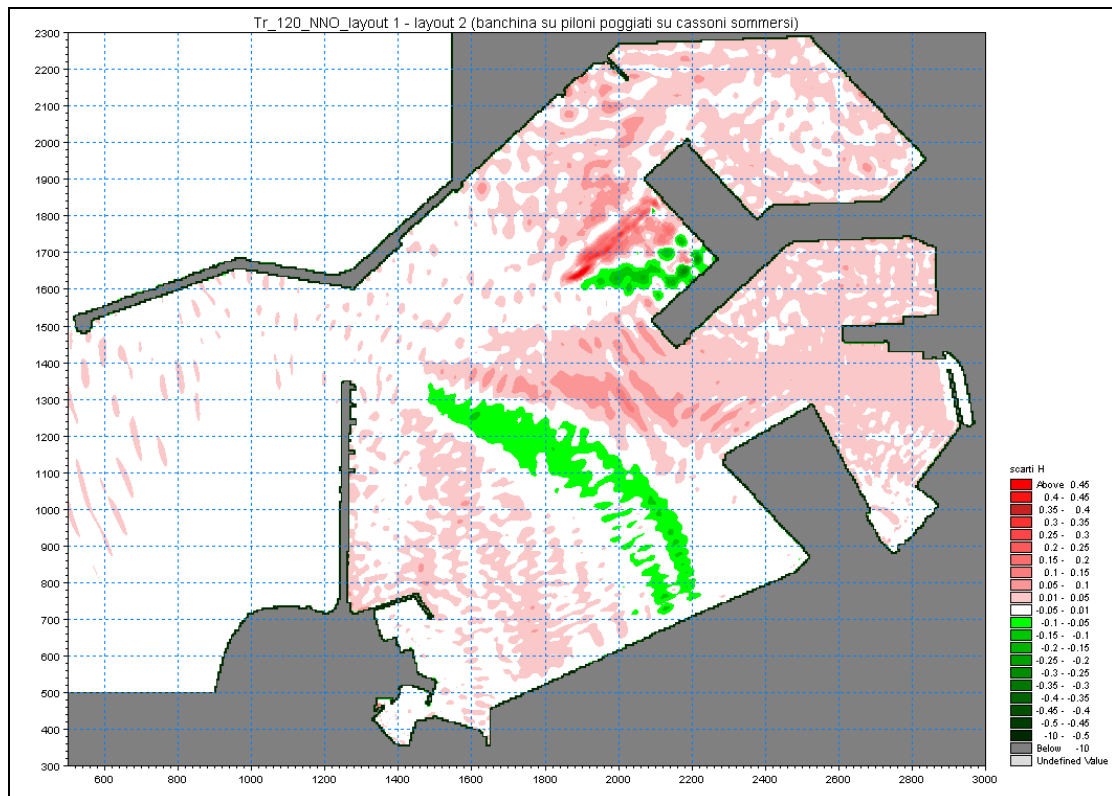 Tr_120_NNO_layout 1 - layout 2 (banchina su piloni poggiati su cassoni sommersi)
2300
2200
2100
2000
1900
1800
1700
1600
1500
1400
1300
1200
1100
1000
900
800
700
600
500
400
300
600 800 1000 1200 1400 1600 1800 2000 2200 2400 2600 2800 3000
scarti H
Above 0.45
0.4 - 0.45
0.35 - 0.4
0.3 - 0.35
0.25 - 0.3
0.2 - 0.25
0.15 - 0.2
0.1 - 0.15
0.05 - 0.1
0.01 - 0.05
-0.05 - 0.01
-0.1 - -0.05
-0.15 - -0.1
-0.2 - -0.15
-0.25 - -0.2
-0.3 - -0.25
-0.35 - -0.3
-0.4 - -0.35
-0.45 - -0.4
-0.5 - -0.45
-10 - -0.5
Below -10
Undefined Value